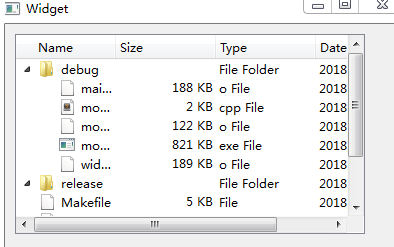 Widget
Name Size Type Date
debug File Folder 2018
mai... 188 KB o File 2018
mo... 2 KB cpp File 2018
mo... 122 KB o File 2018
mo... 821 KB exe File 2018
wid... 189 KB o File 2018
release File Folder 2018
Makefile 5 KB File 2018